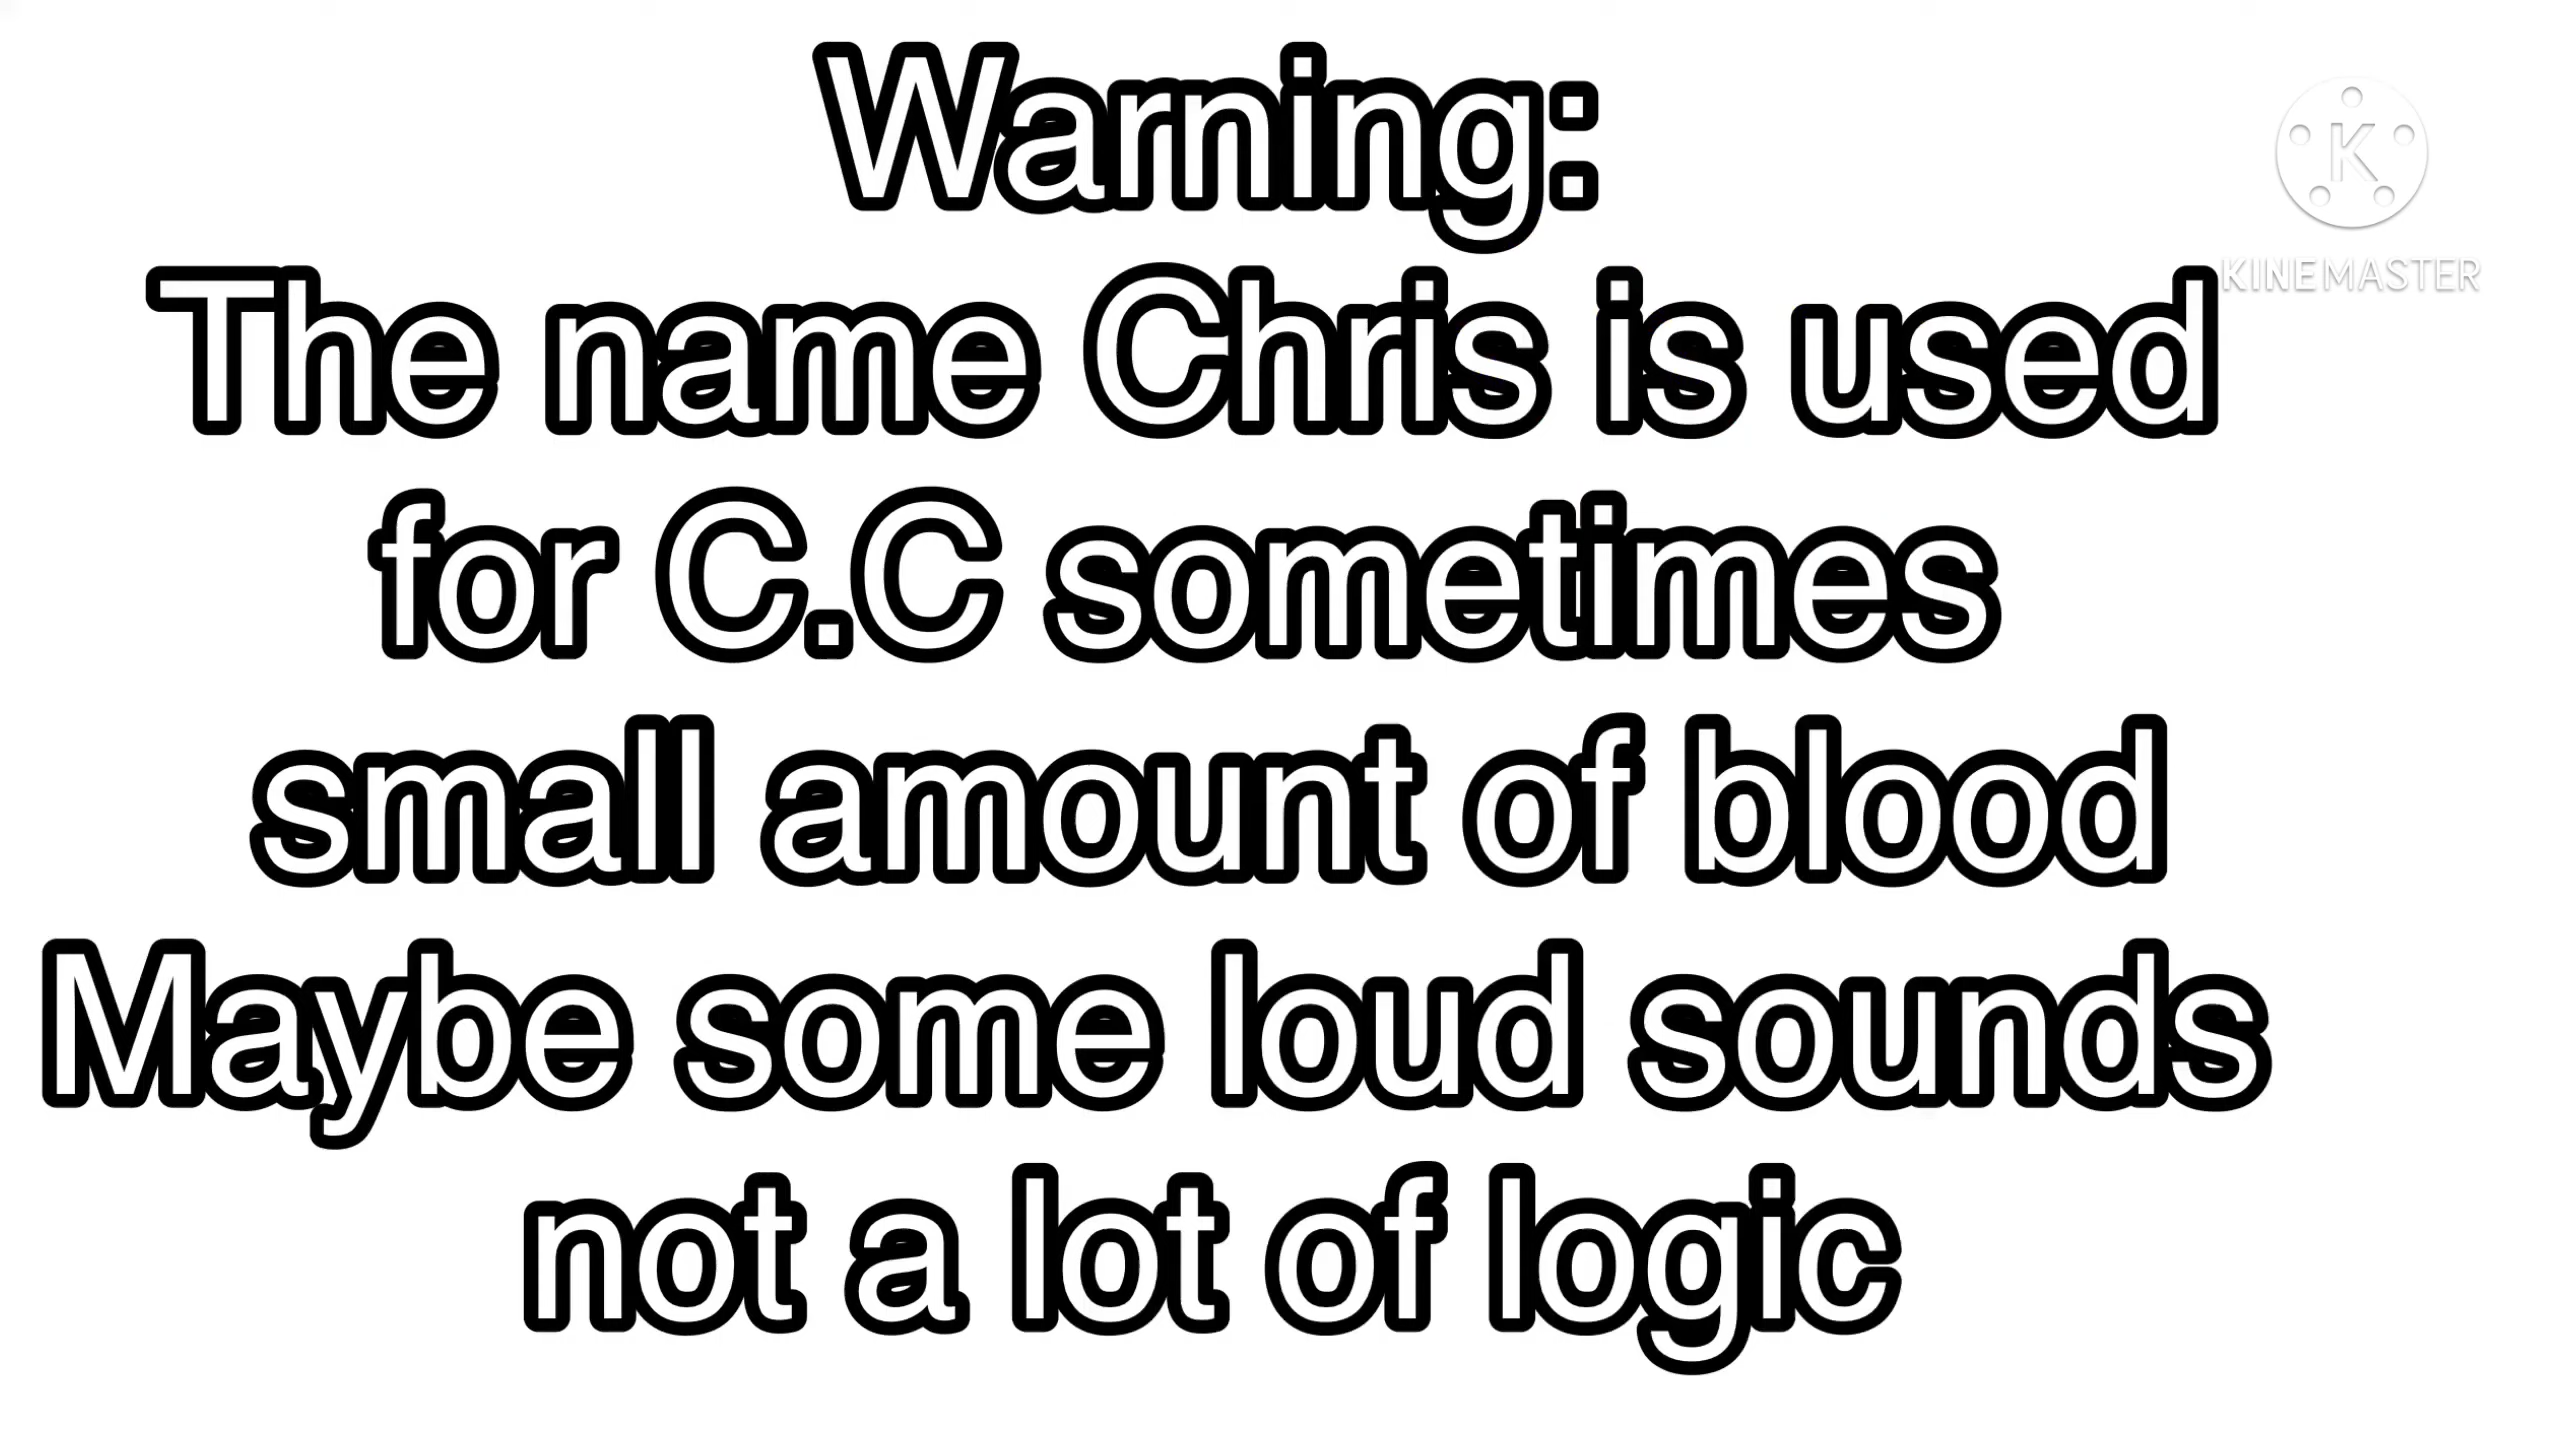 Warning:
K
KINEMASTER
The name Chris is used
for C.C sometimes
small amount of blood
Maybe some loud sounds
not a lot of logic